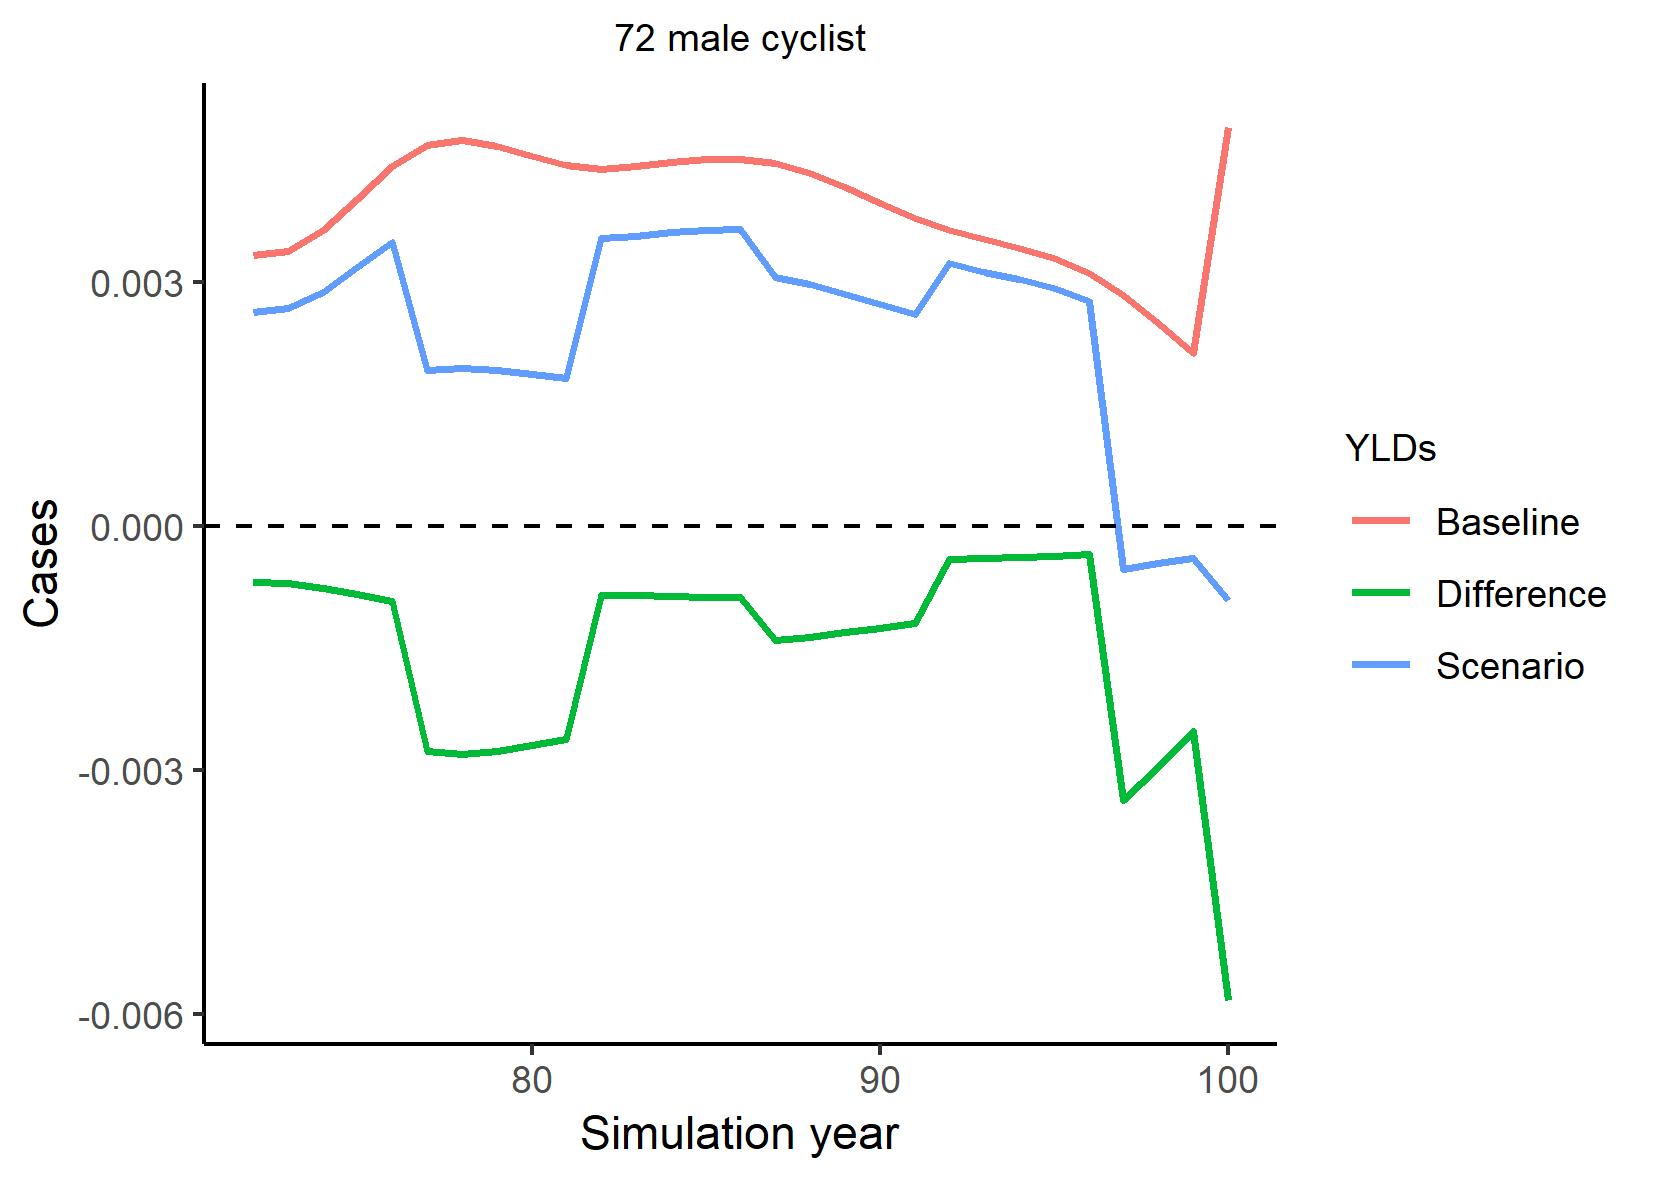 72 male cyclist
Cases
0.003
0.000
-0.003
-0.006
80 90 100
Simulation year
YLDs
Baseline
Difference
Scenario